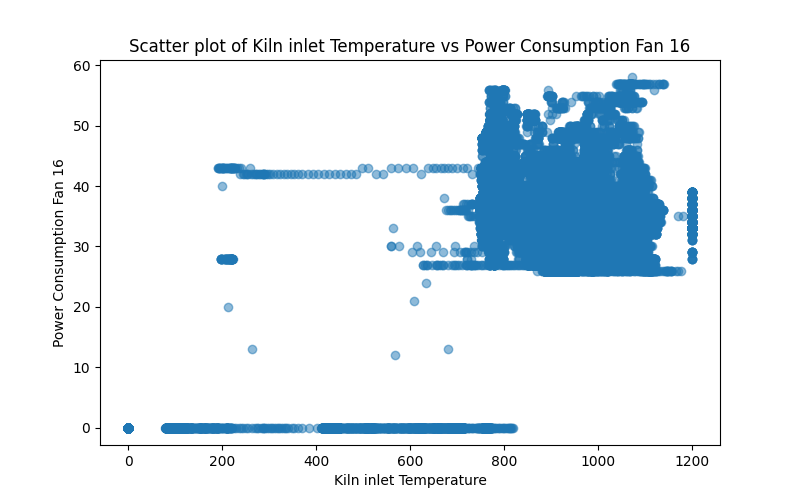 Scatter plot of Kiln inlet Temperature vs Power Consumption Fan 16
60
50
40
30
20
10
0
Power Consumption Fan 16
0 200 400 600 800 1000 1200
Kiln inlet Temperature